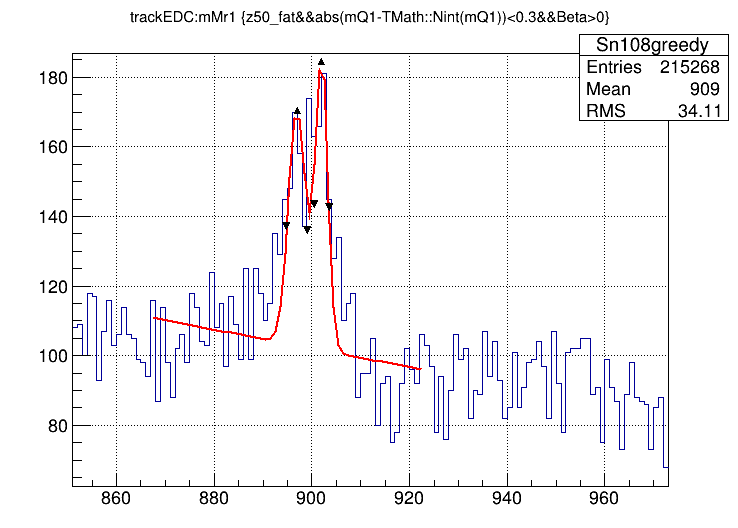 trackEDC:mMr1 {z50_fat&&abs(mQ1-TMath::Nint(mQ1))<0.3&&Beta>0}
Sn108greedy
Entries 215268
Mean 909
RMS 34.11
180
160
140
120
100
80
860 880 900 920 940 960